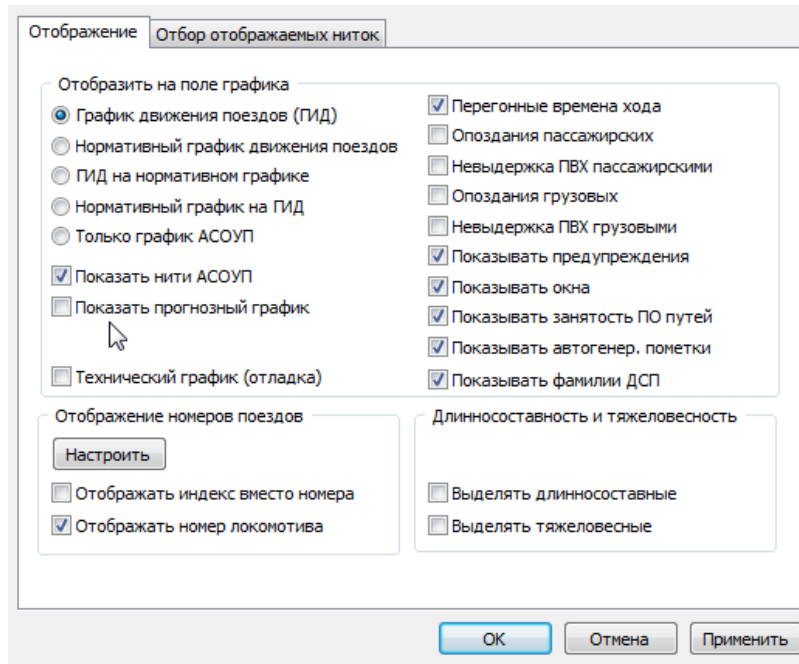 Отображение
Отбор отображаемых ниток
Отобразить на поле графика
График движения поездов (ГИД)
Нормативный график движения поездов
ГИД на нормативном графике
Нормативный график на ГИД
Только график АСОУП
Показать нити АСОУП
Показать прогнозный график
Технический график (отладка)
Перегонные времена хода
Опоздания пассажирских
Невыдержка ПВХ пассажирскими
Опоздания грузовых
Невыдержка ПВХ грузовыми
Показывать предупреждения
Показывать окна
Показывать занятость ПО путей
Показывать автогенер. пометки
Показывать фамилии ДСП
Отображение номеров поездов
Настроить
Отображать индекс вместо номера
Отображать номер локомотива
Длинносоставность и тяжеловесность
Выделять длинносоставные
Выделять тяжеловесные
ОК
Отмена
Применить